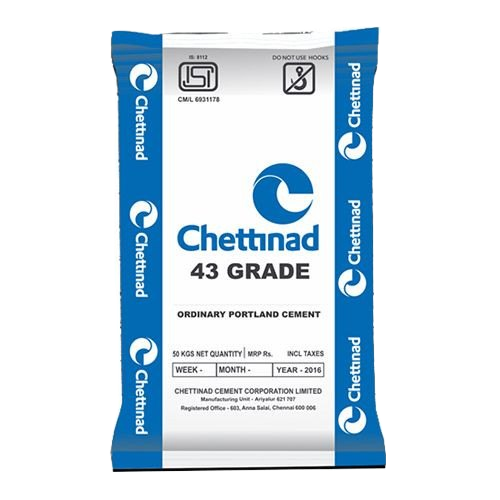 IS: 8112
DO NOT USE HOOKS
ISI
CM/L 6931178
Chettinad
Chettinad
Chettinad
Chettinad
Chettinad
Chettinad
Chettinad
43 GRADE
ORDINARY PORTLAND CEMENT
50 KGS NET QUANTITY MRP Rs. INCL TAXES
WEEK - MONTH - YEAR - 2016
CHETTINAD CEMENT CORPORATION LIMITED
Manufacturing Unit - Ariyalur 621 707
Registered Office - 603, Anna Salai, Chennai 600 006